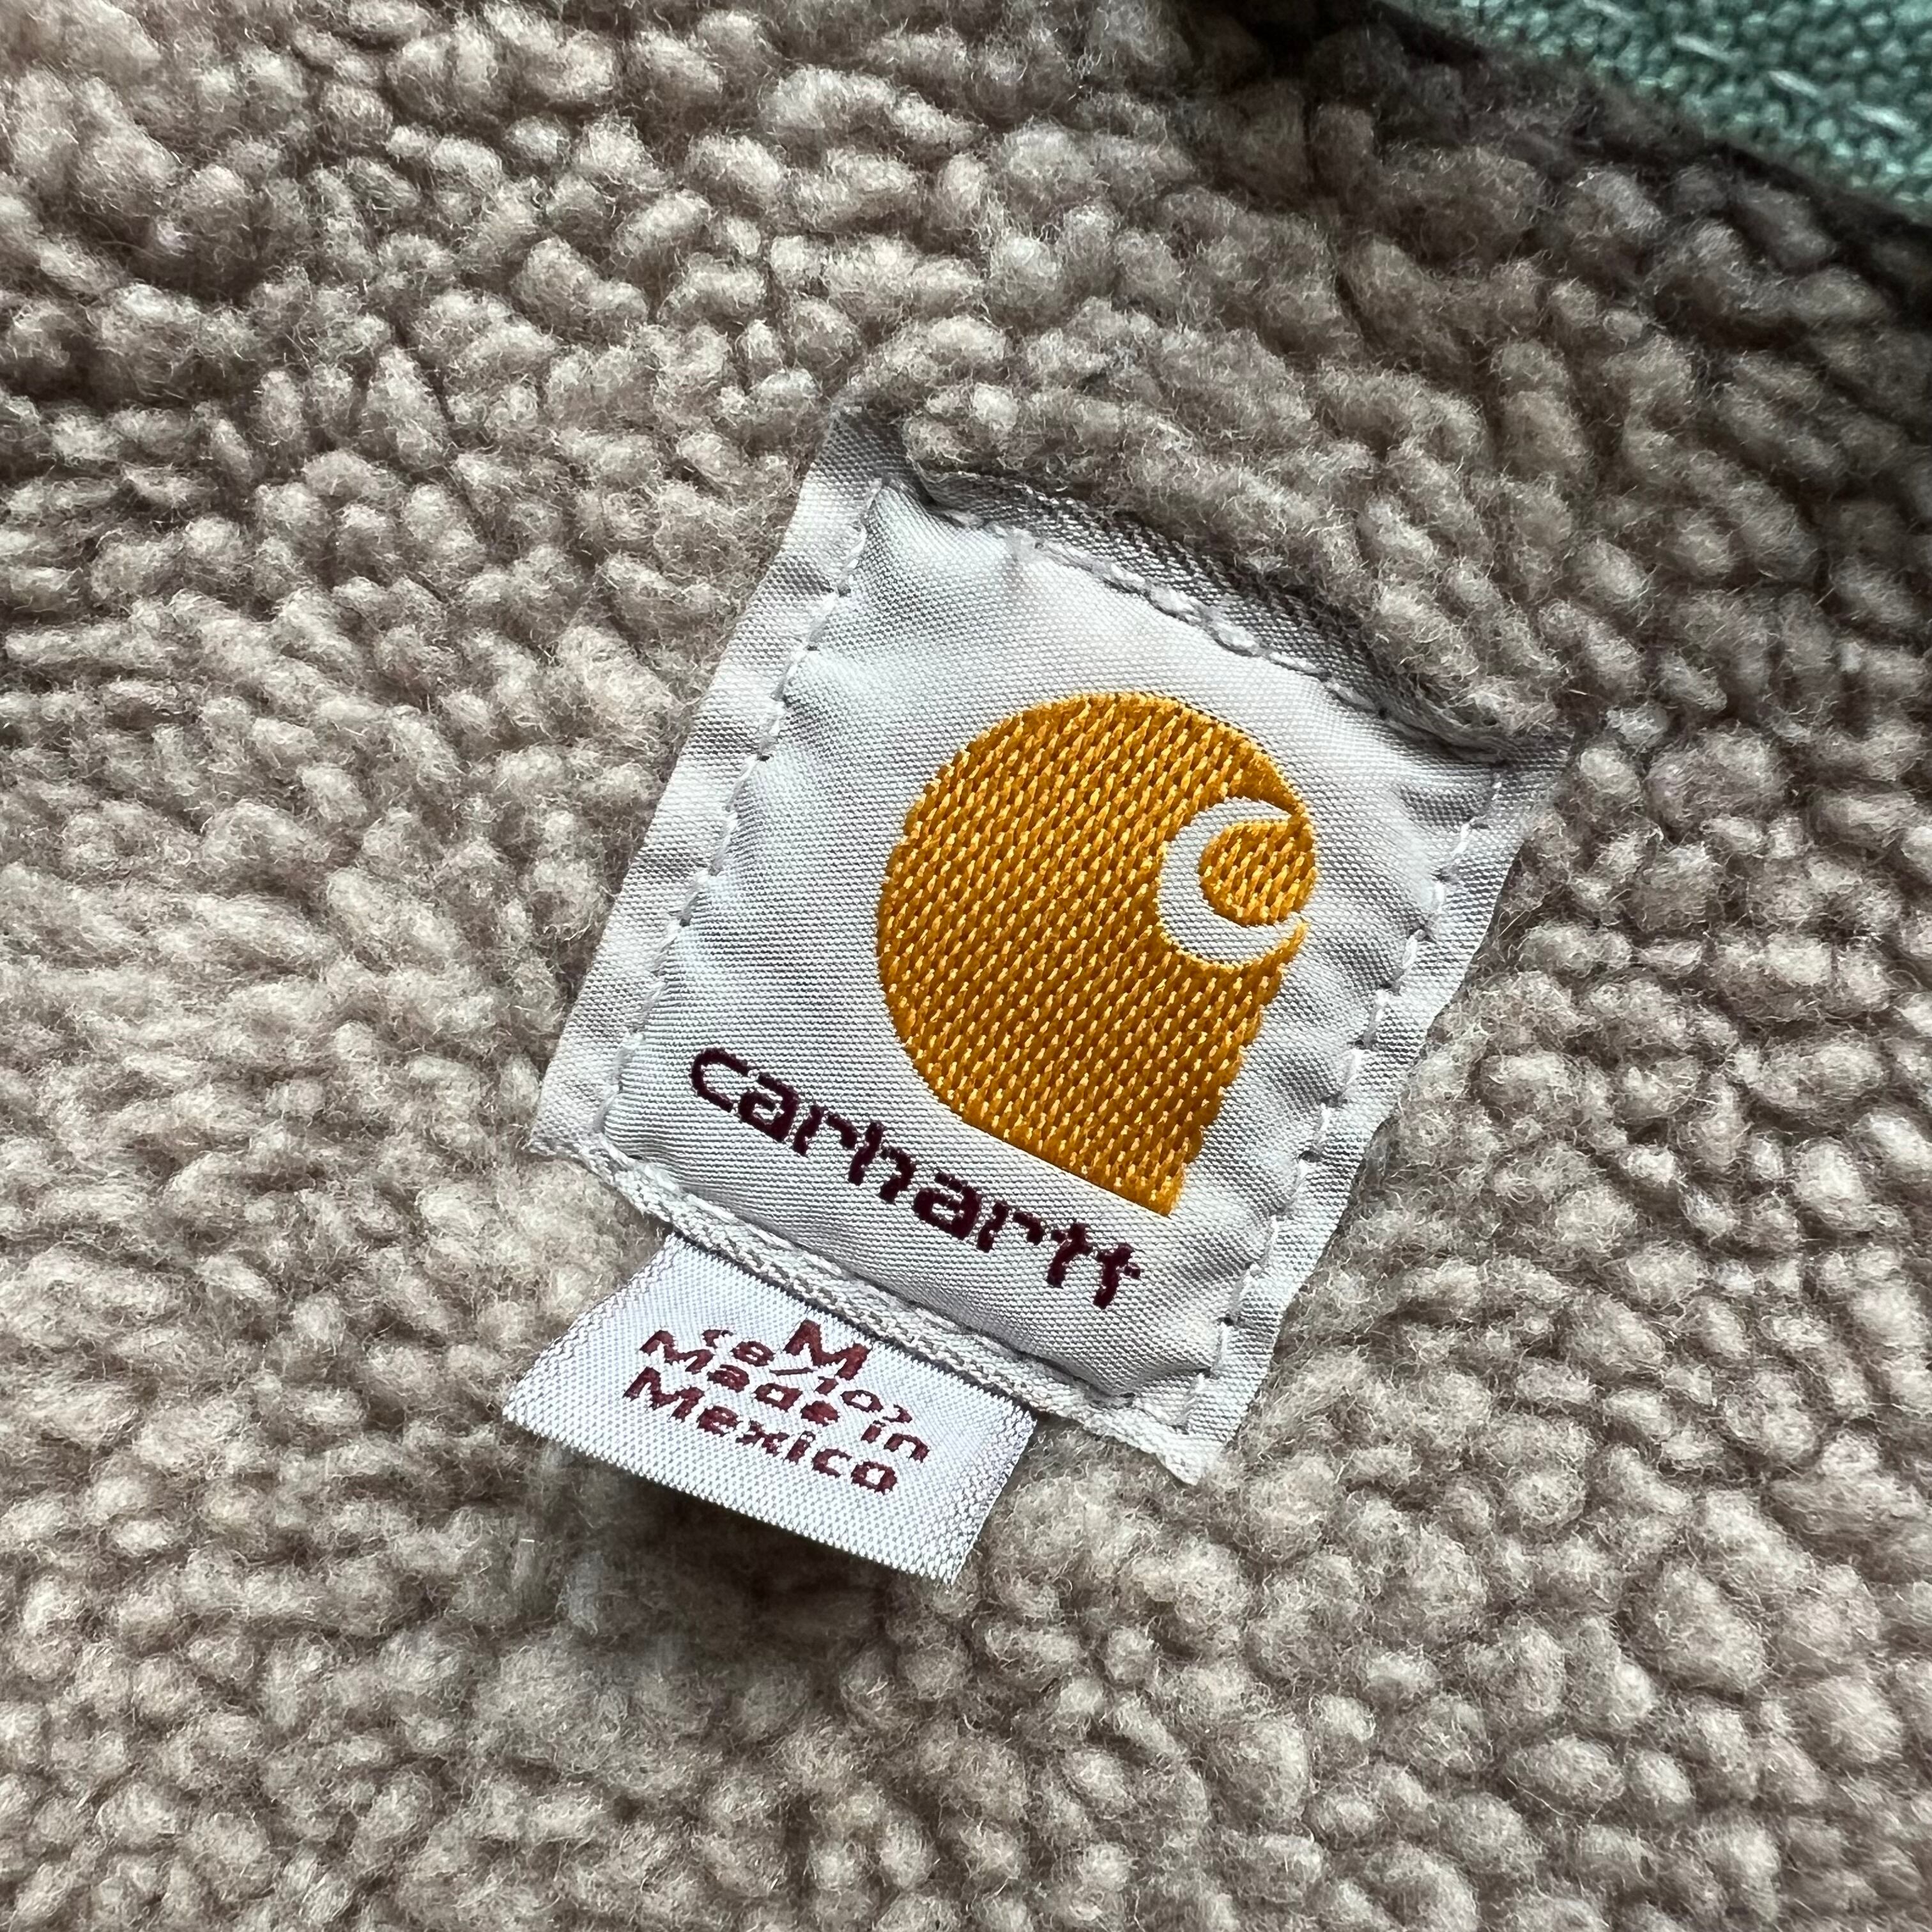 carhartt
M
(8/10)
Made in
Mexico